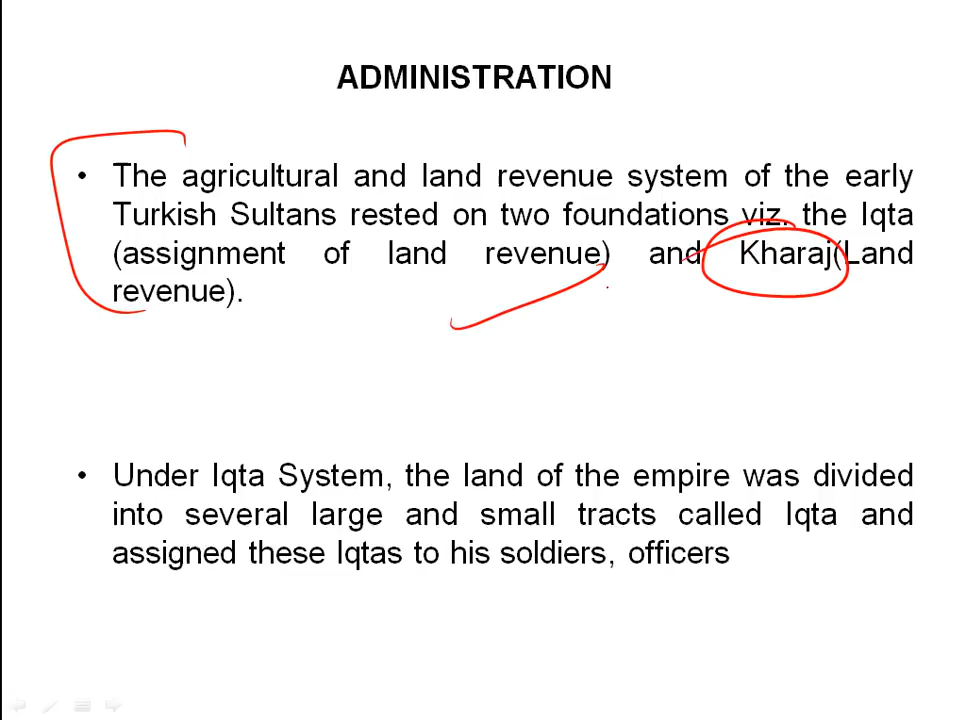 ADMINISTRATION
• The agricultural and land revenue system of the early
Turkish Sultans rested on two foundations viz. the Iqta
(assignment of land revenue) and Kharaj(Land
revenue).
• Under Iqta System, the land of the empire was divided
into several large and small tracts called Iqta and
assigned these Iqtas to his soldiers, officers